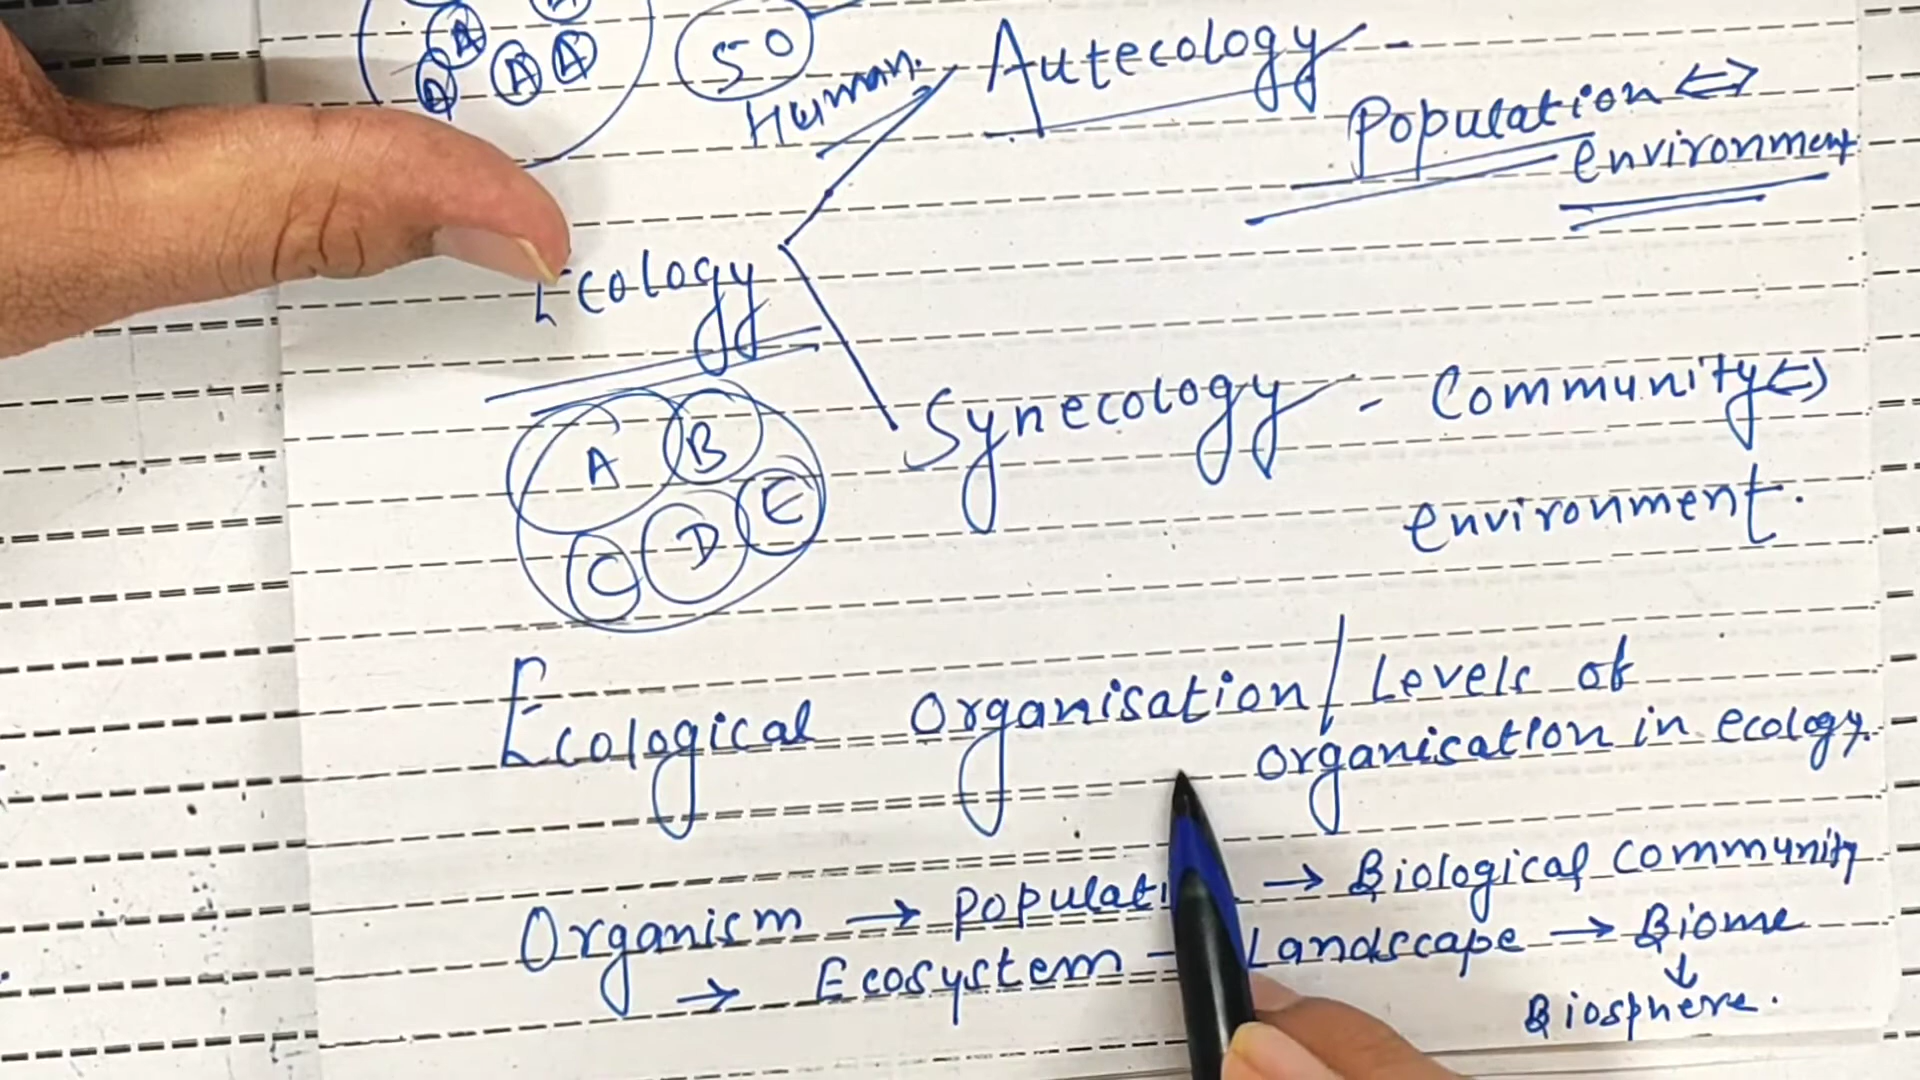 A
A A A
50
Human.
Autecology -
Population <=>
environment
Ecology
A B
C D E
Synecology - Community <=>
environment.
Ecological organisation / Levels of
organisation in ecology.
Organism → Populati → Biological community
→ Ecosystem - Landscape → Biome
↓
Biosphere.